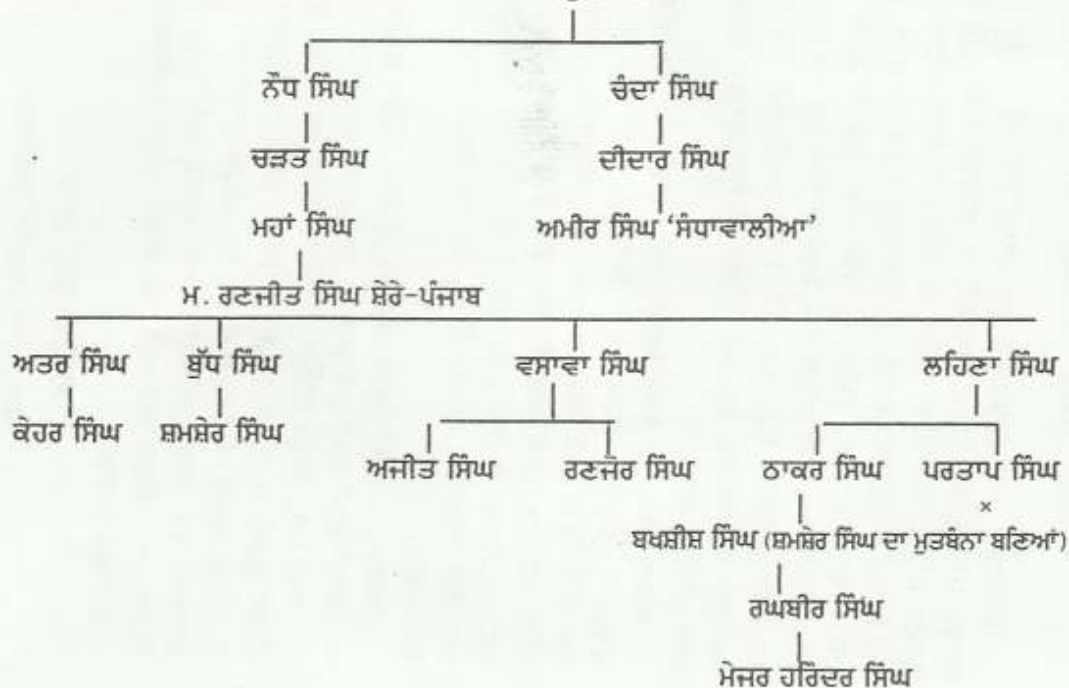 ਨੌਧ ਸਿੰਘ ਚੰਦਾ ਸਿੰਘ
ਚੜਤ ਸਿੰਘ ਦੀਦਾਰ ਸਿੰਘ
ਮਹਾਂ ਸਿੰਘ ਅਮੀਰ ਸਿੰਘ ‘ਸੰਧਾਵਾਲੀਆ’
ਮ. ਰਣਜੀਤ ਸਿੰਘ ਸ਼ੇਰੇ-ਪੰਜਾਬ
ਅਤਰ ਸਿੰਘ ਬੁੱਧ ਸਿੰਘ ਵਸਾਵਾ ਸਿੰਘ ਲਹਿਣਾ ਸਿੰਘ
ਕੇਹਰ ਸਿੰਘ ਸ਼ਮਸ਼ੇਰ ਸਿੰਘ
ਅਜੀਤ ਸਿੰਘ ਰਣਜੋਰ ਸਿੰਘ ਠਾਕਰ ਸਿੰਘ ਪਰਤਾਪ ਸਿੰਘ
×
ਬਖਸ਼ੀਸ਼ ਸਿੰਘ (ਸ਼ਮਸ਼ੇਰ ਸਿੰਘ ਦਾ ਮੁਤਬੰਨਾ ਬਣਿਆਂ)
ਰਘਬੀਰ ਸਿੰਘ
ਮੇਜਰ ਹਰਿੰਦਰ ਸਿੰਘ